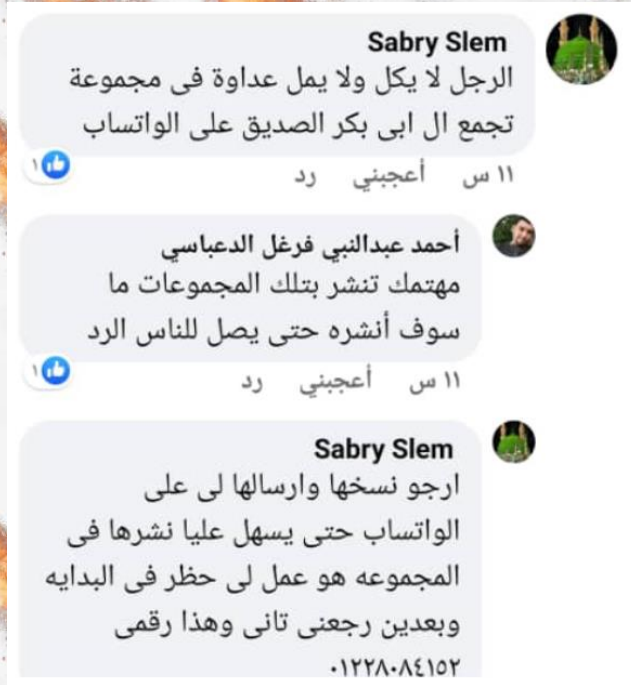 Sabry Slem
الرجل لا يكل ولا يمل عداوة فى مجموعة
تجمع ال ابى بكر الصديق على الواتساب
١١ س أعجبني رد
١
أحمد عبدالنبي فرغل الدعباسي
مهتمك تنشر بتلك المجموعات ما
سوف أنشره حتى يصل للناس الرد
١١ س أعجبني رد
١
Sabry Slem
ارجو نسخها وارسالها لى على
الواتساب حتى يسهل عليا نشرها فى
المجموعه هو عمل لى حظر فى البدايه
وبعدين رجعنى تانى وهذا رقمى
٠١٢٢٨٠٨٤١٥٢